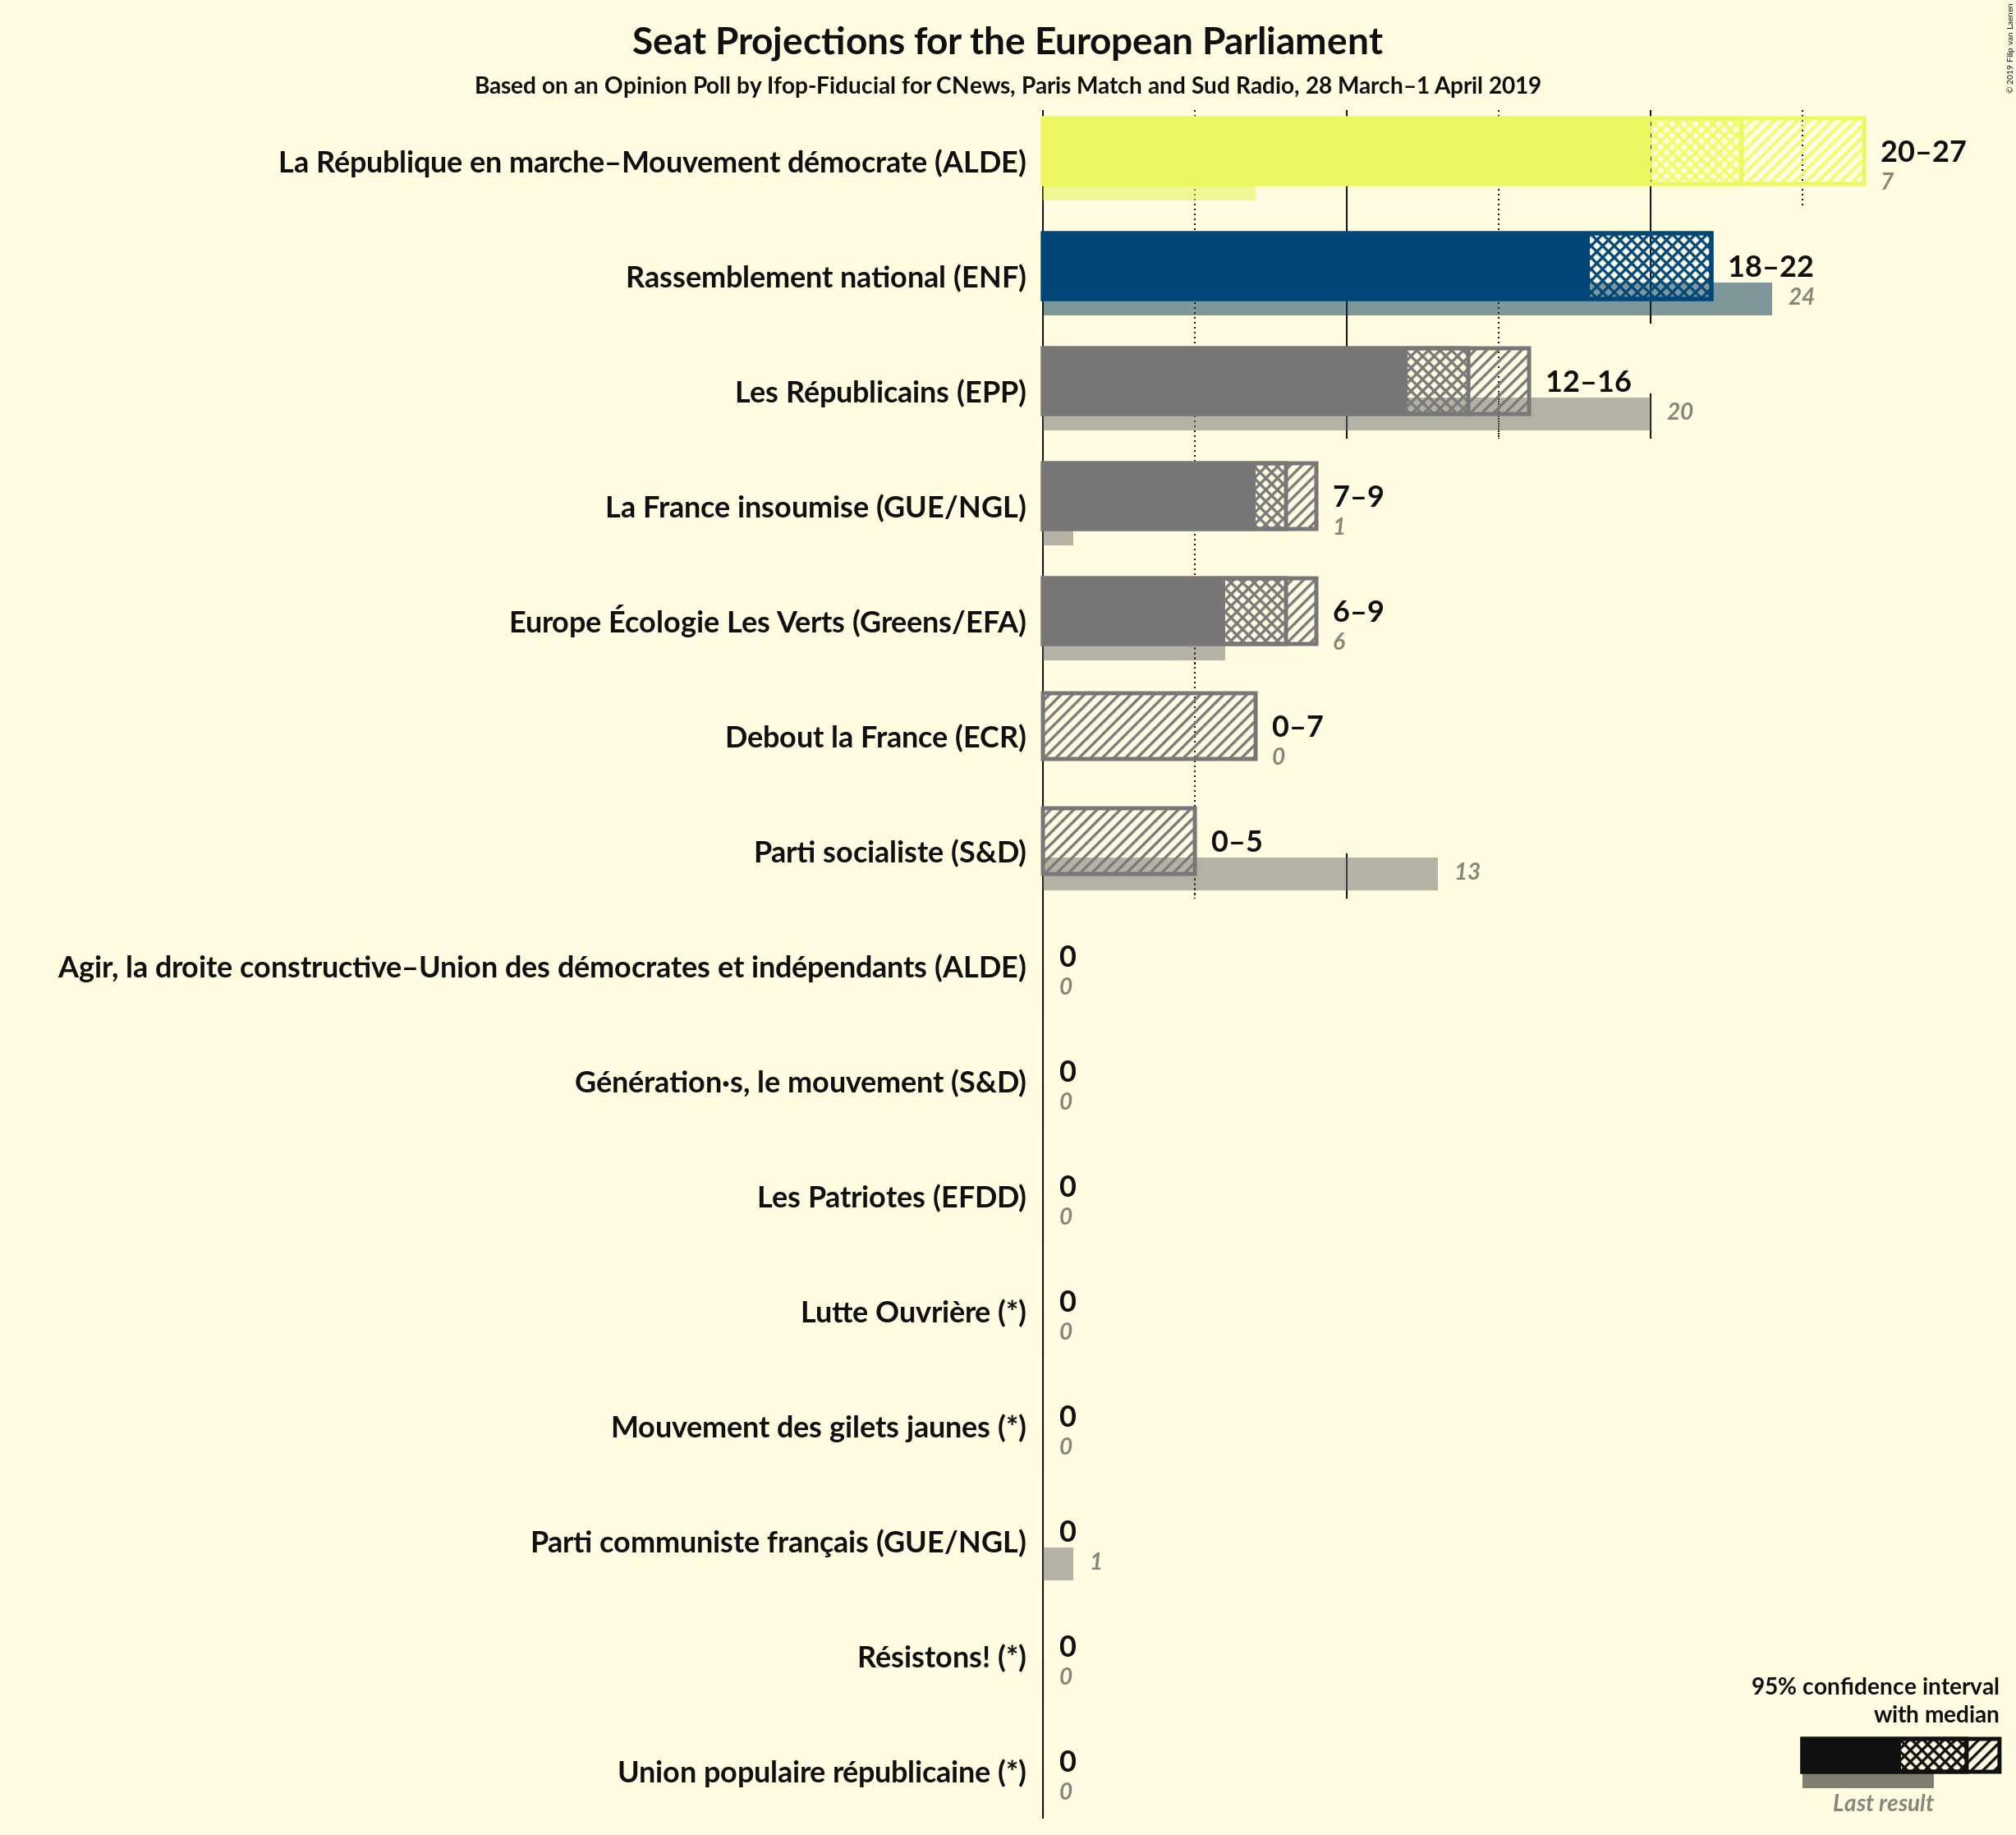 Seat Projections for the European Parliament
Based on an Opinion Poll by Ifop-Fiducial for CNews, Paris Match and Sud Radio, 28 March–1 April 2019
© 2019 Filip van Laenen
La République en marche–Mouvement démocrate (ALDE)
20–27
7
Rassemblement national (ENF)
18–22
24
Les Républicains (EPP)
12–16
20
La France insoumise (GUE/NGL)
7–9
1
Europe Écologie Les Verts (Greens/EFA)
6–9
6
Debout la France (ECR)
0–7
0
Parti socialiste (S&D)
0–5
13
Agir, la droite constructive–Union des démocrates et indépendants (ALDE)
0
0
Génération·s, le mouvement (S&D)
0
0
Les Patriotes (EFDD)
0
0
Lutte Ouvrière (*)
0
0
Mouvement des gilets jaunes (*)
0
0
Parti communiste français (GUE/NGL)
0
1
Résistons! (*)
0
0
Union populaire républicaine (*)
0
0
95% confidence interval
with median
Last result